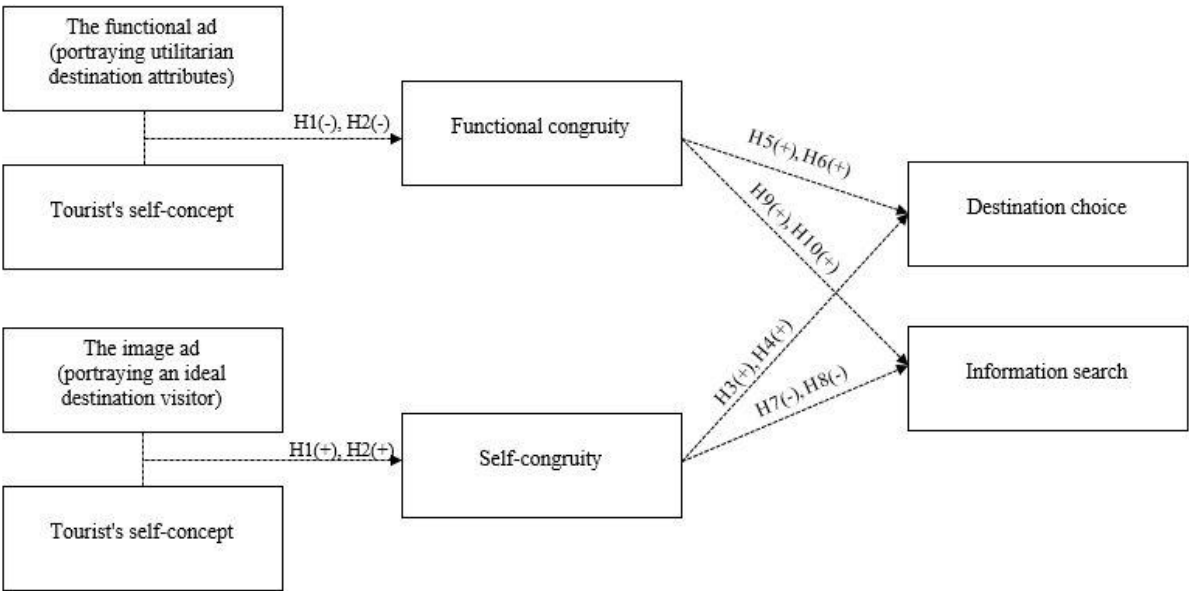 The functional ad
(portraying utilitarian
destination attributes)
H1(-), H2(-)
Functional congruity
Tourist's self-concept
H5(+), H6(+)
H9(+), H10(+)
Destination choice
The image ad
(portraying an ideal
destination visitor)
H1(+), H2(+)
Self-congruity
Tourist's self-concept
H3(+), H4(+)
H7(-), H8(-)
Information search